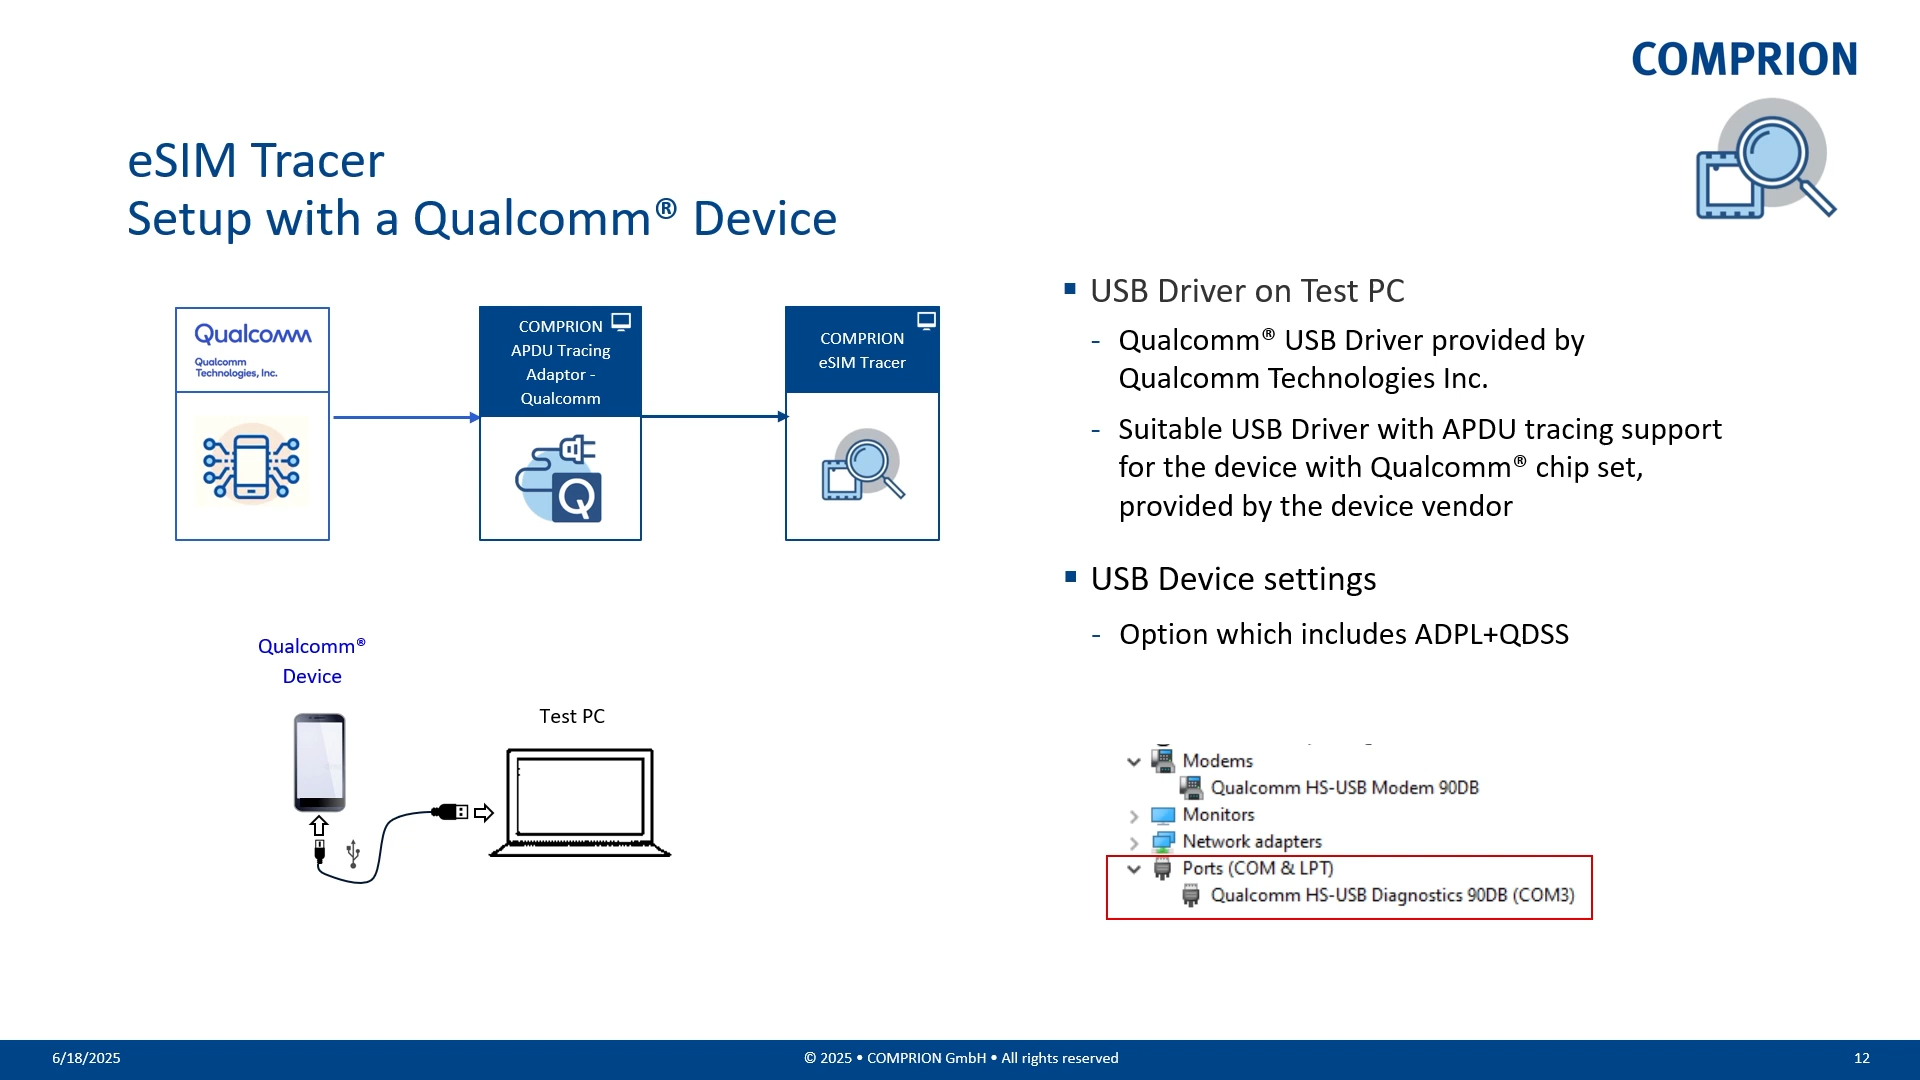 COMPRION
eSIM Tracer
Setup with a Qualcomm® Device
Qualcomm
Qualcomm
Technologies, Inc.
COMPRION
APDU Tracing
Adaptor -
Qualcomm
Q
COMPRION
eSIM Tracer
Qualcomm®
Device
Test PC
▪ USB Driver on Test PC
- Qualcomm® USB Driver provided by
Qualcomm Technologies Inc.
- Suitable USB Driver with APDU tracing support
for the device with Qualcomm® chip set,
provided by the device vendor
▪ USB Device settings
- Option which includes ADPL+QDSS
Modems
Qualcomm HS-USB Modem 90DB
Monitors
Network adapters
Ports (COM & LPT)
Qualcomm HS-USB Diagnostics 90DB (COM3)
6/18/2025
© 2025 • COMPRION GmbH • All rights reserved
12